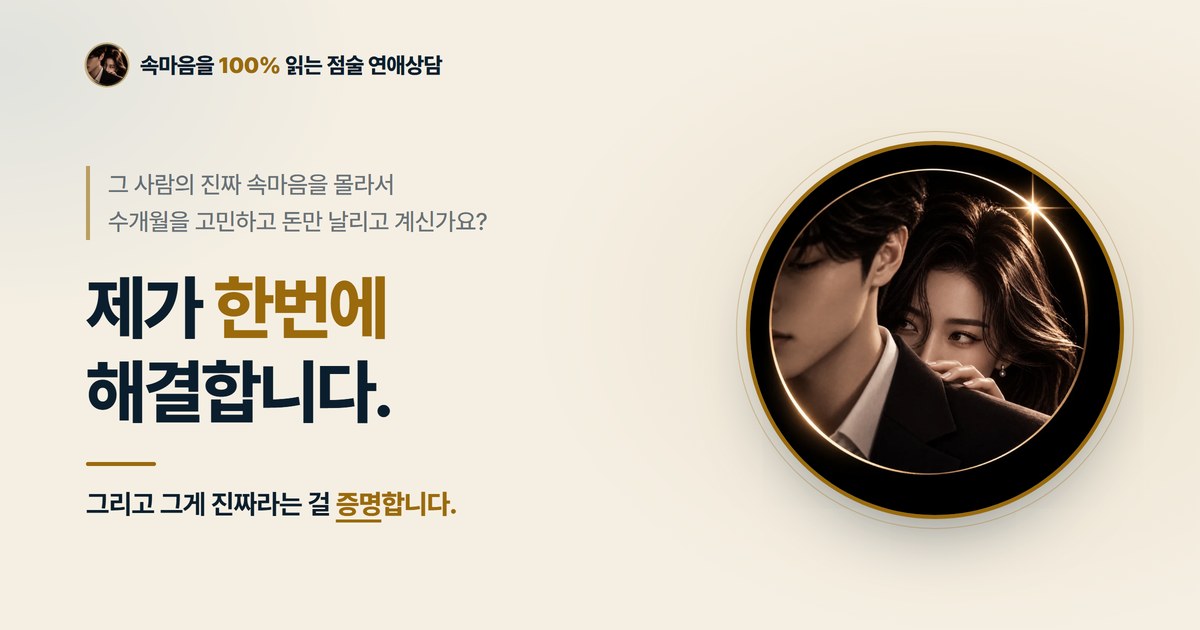 속마음을 100% 읽는 점술 연애상담
그 사람의 진짜 속마음을 몰라서
수개월을 고민하고 돈만 날리고 계신가요?
제가 한번에
해결합니다.
그리고 그게 진짜라는 걸 증명합니다.